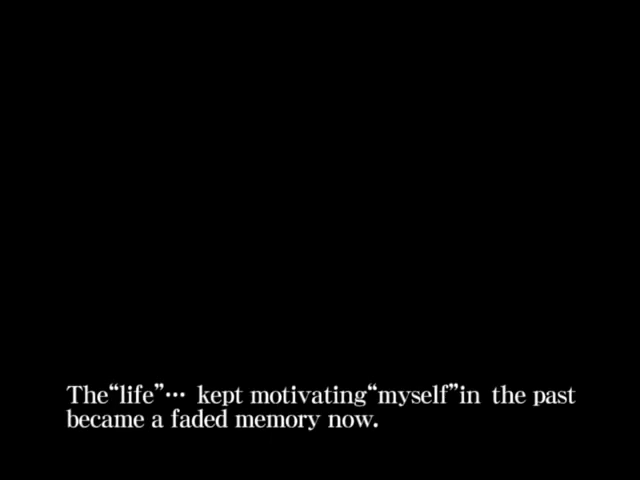 The“life”… kept motivating“myself”in the past
became a faded memory now.